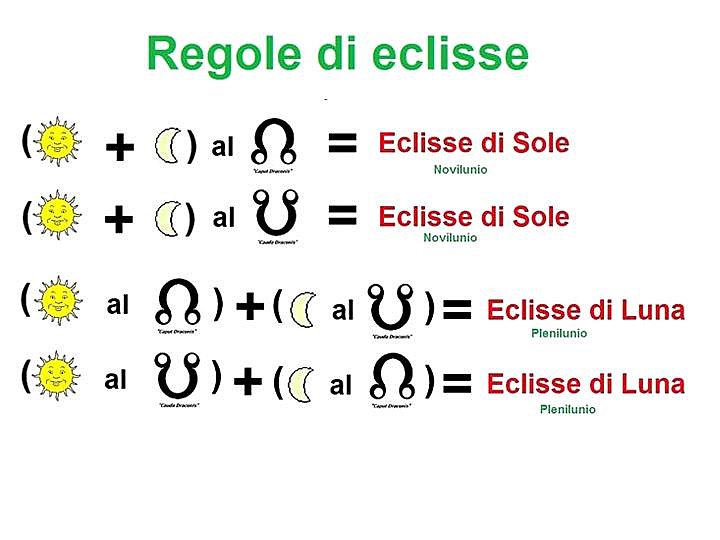 Regole di eclisse
( + ) al = Eclisse di Sole
"Caput Draconis" Novilunio
( + ) al = Eclisse di Sole
"Cauda Draconis" Novilunio
( al ) + ( al ) = Eclisse di Luna
"Caput Draconis" "Cauda Draconis" Plenilunio
( al ) + ( al ) = Eclisse di Luna
"Cauda Draconis" "Caput Draconis" Plenilunio